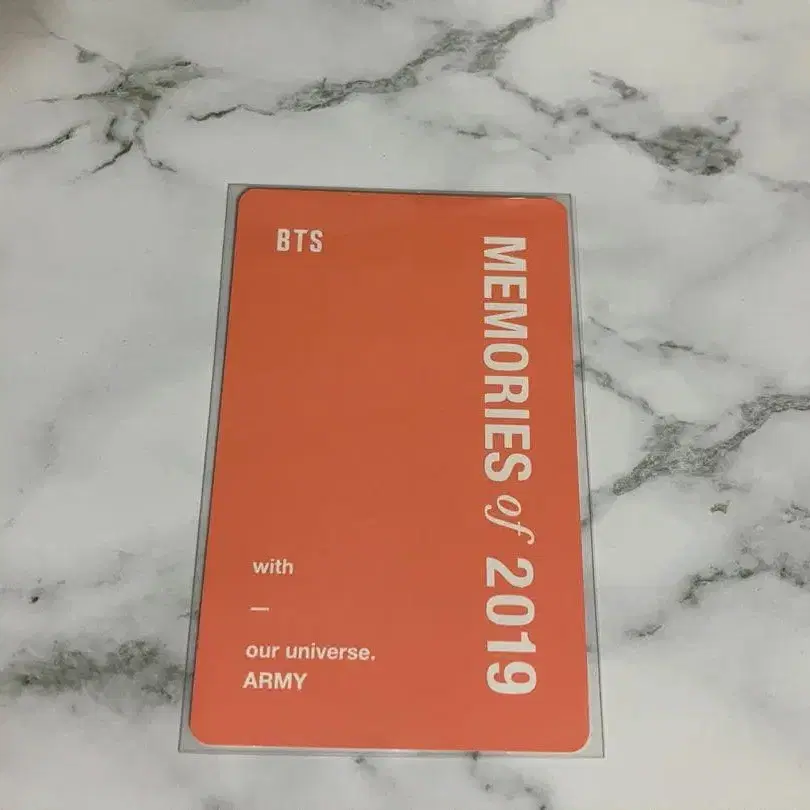 BTS
MEMORIES of 2019
with
—
our universe.
ARMY